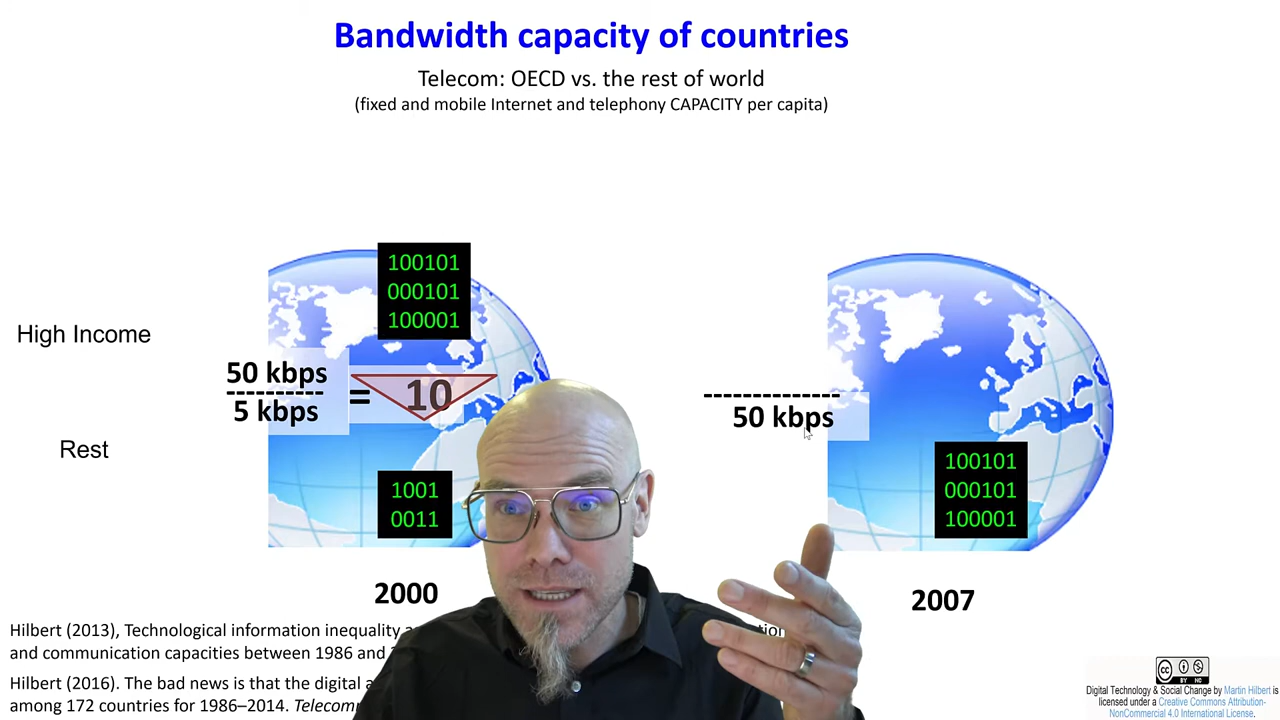 Bandwidth capacity of countries
Telecom: OECD vs. the rest of world
(fixed and mobile Internet and telephony CAPACITY per capita)
100101
000101
100001
High Income
50 kbps
----------
5 kbps
= 10
--------------
50 kbps
Rest
1001
0011
100101
000101
100001
2000
2007
Hilbert (2013), Technological information inequality
and communication capacities between 1986 and
Hilbert (2016). The bad news is that the digital
among 172 countries for 1986–2014.
Digital Technology & Social Change by Martin Hilbert is
licensed under a Creative Commons Attribution-
NonCommercial 4.0 International License.
CC
BY NC